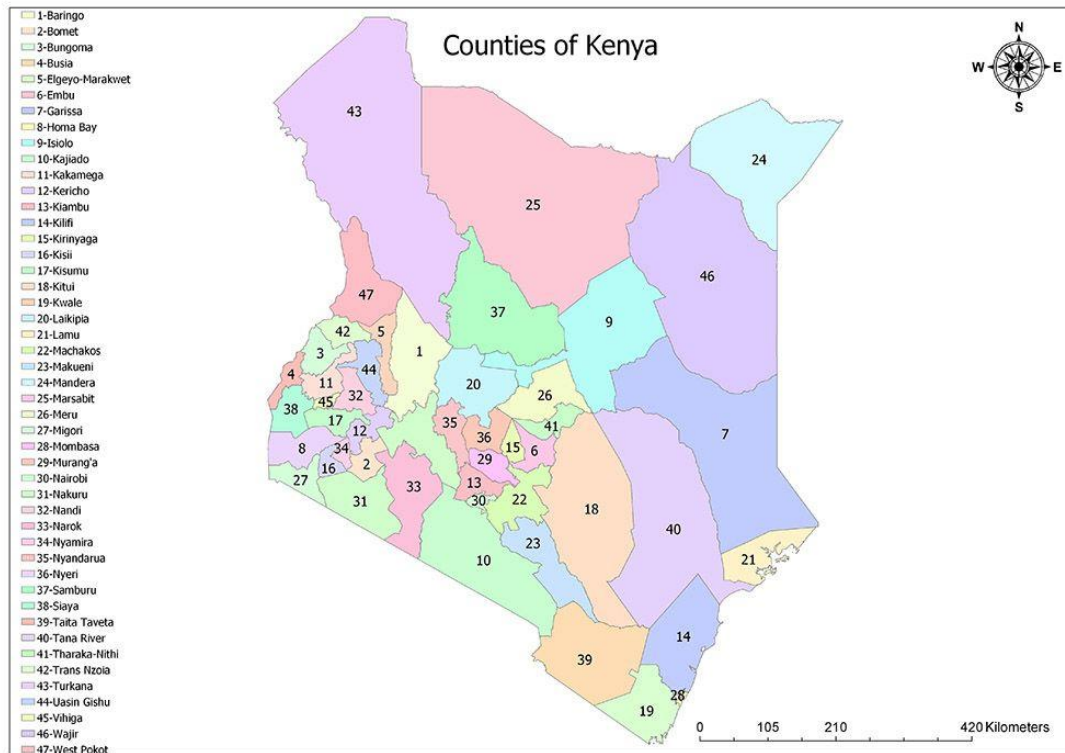 Counties of Kenya
N
W E
S
1-Baringo
2-Bomet
3-Bungoma
4-Busia
5-Elgeyo-Marakwet
6-Embu
7-Garissa
8-Homa Bay
9-Isiolo
10-Kajiado
11-Kakamega
12-Kericho
13-Kiambu
14-Kilifi
15-Kirinyaga
16-Kisii
17-Kisumu
18-Kitui
19-Kwale
20-Laikipia
21-Lamu
22-Machakos
23-Makueni
24-Mandera
25-Marsabit
26-Meru
27-Migori
28-Mombasa
29-Murang'a
30-Nairobi
31-Nakuru
32-Nandi
33-Narok
34-Nyamira
35-Nyandarua
36-Nyeri
37-Samburu
38-Siaya
39-Taita Taveta
40-Tana River
41-Tharaka-Nithi
42-Trans Nzoia
43-Turkana
44-Uasin Gishu
45-Vihiga
46-Wajir
47-West Pokot
43
24
25
46
47
37
9
42
5
1
3
44
4
11
20
26
32
45
38
17
35
41
36
12
15
6
7
8
34
29
2
16
27
33
13
31
30
22
18
40
23
10
21
14
39
28
19
0 105 210 420 Kilometers